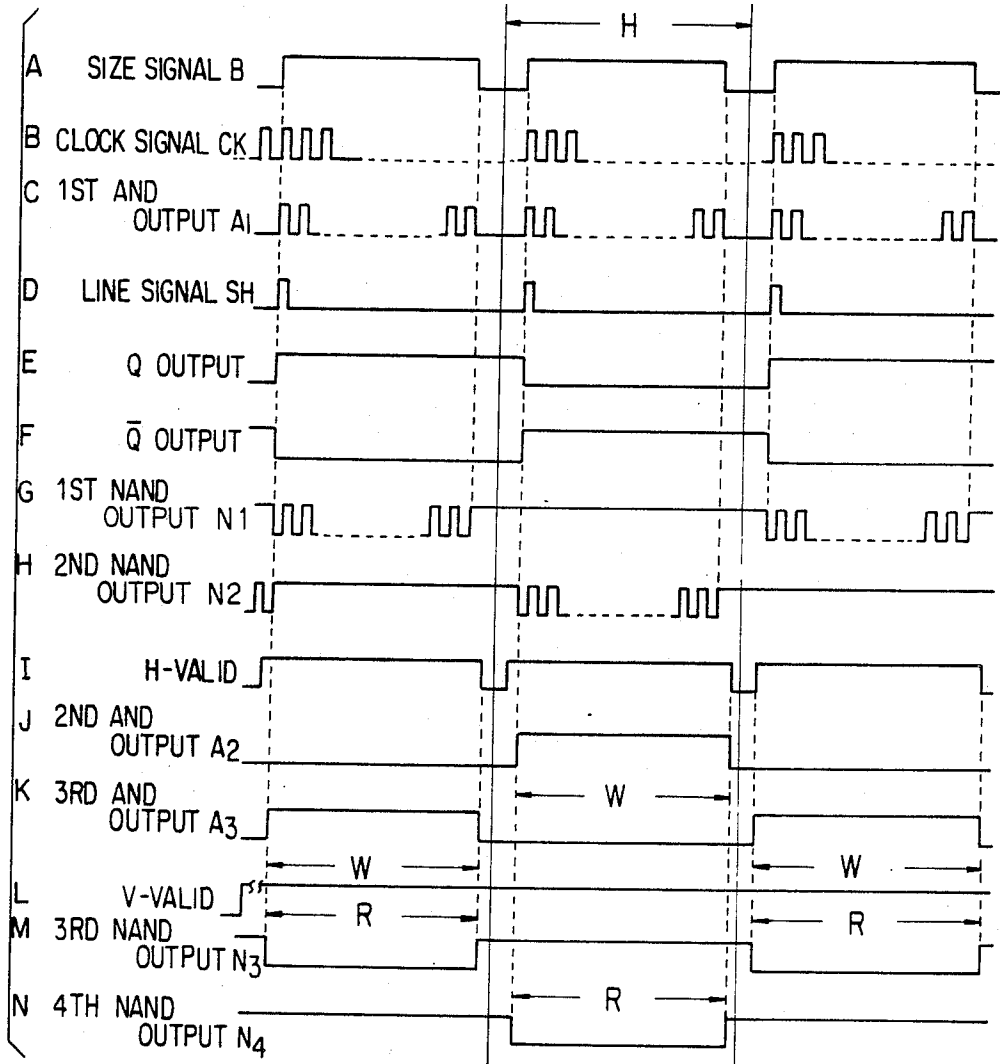 H
A SIZE SIGNAL B
B CLOCK SIGNAL CK
C 1ST AND
OUTPUT A1
D LINE SIGNAL SH
E Q OUTPUT
F Q̄ OUTPUT
G 1ST NAND
OUTPUT N1
H 2ND NAND
OUTPUT N2
I H-VALID
J 2ND AND
OUTPUT A2
W
K 3RD AND
OUTPUT A3
W W
L V-VALID
R R
M 3RD NAND
OUTPUT N3
R
N 4TH NAND
OUTPUT N4